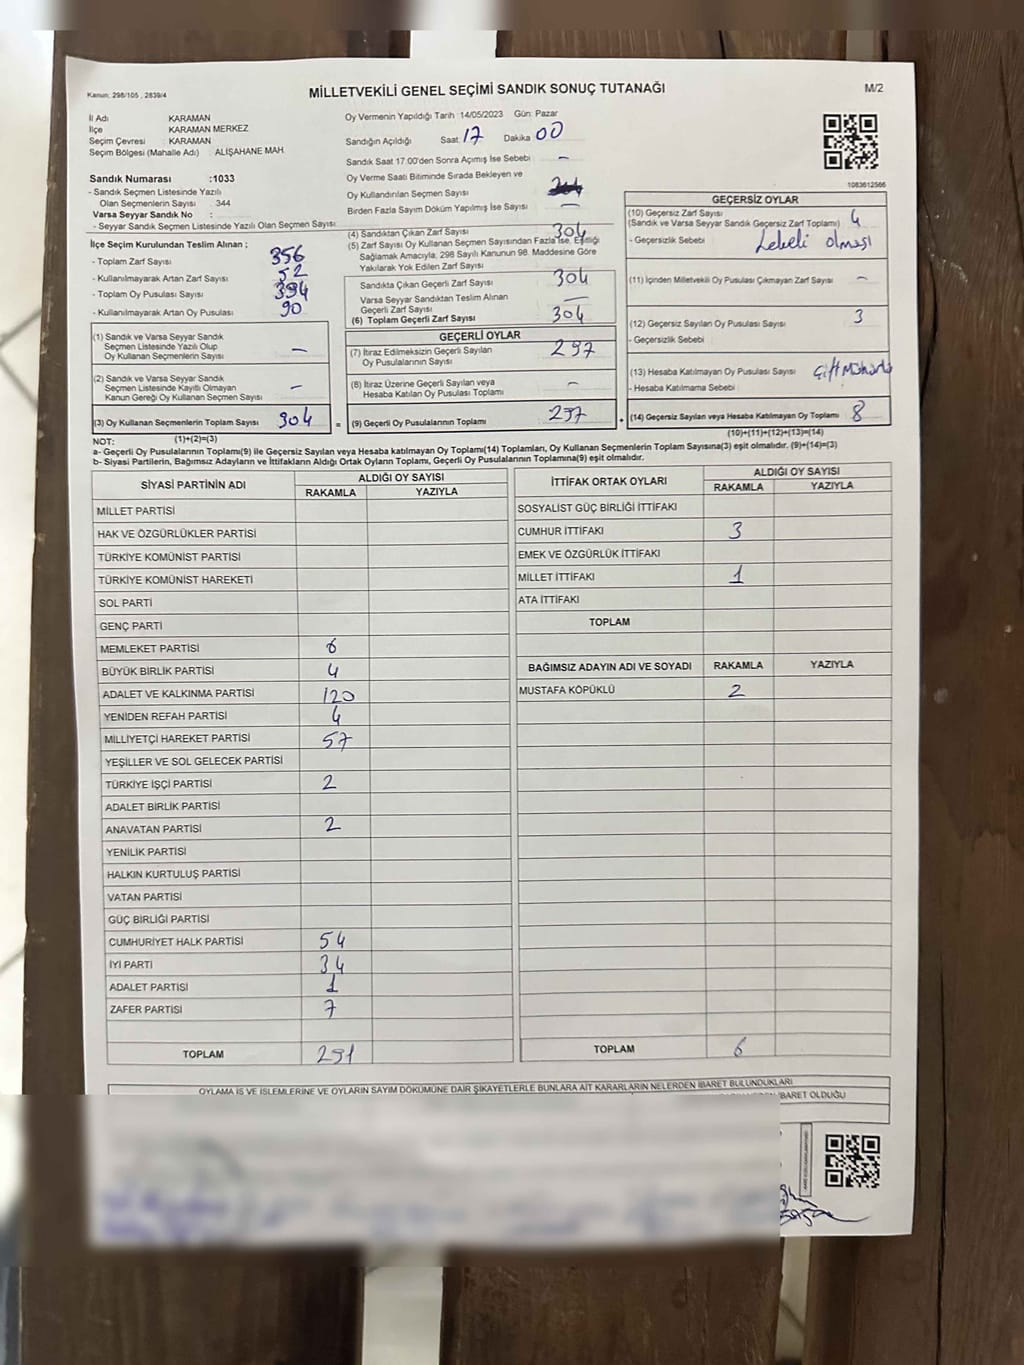 Kanun: 298/105 , 2839/4
MİLLETVEKİLİ GENEL SEÇİMİ SANDIK SONUÇ TUTANAĞI
M/2
İl Adı KARAMAN
İlçe KARAMAN MERKEZ
Seçim Çevresi : KARAMAN
Seçim Bölgesi (Mahalle Adı) : ALİŞAHANE MAH.
Sandık Numarası :1033
- Sandık Seçmen Listesinde Yazılı
Olan Seçmenlerin Sayısı : 344
Varsa Seyyar Sandık No :
- Seyyar Sandık Seçmen Listesinde Yazılı Olan Seçmen Sayısı :
İlçe Seçim Kurulundan Teslim Alınan ;
- Toplam Zarf Sayısı 356
- Kullanılmayarak Artan Zarf Sayısı 52
- Toplam Oy Pusulası Sayısı 394
- Kullanılmayarak Artan Oy Pusulası 90
Oy Vermenin Yapıldığı Tarih :14/05/2023 Gün: Pazar
Sandığın Açıldığı Saat: 17 Dakika 00
Sandık Saat 17:00'den Sonra Açımış İse Sebebi –
Oy Verme Saati Bitiminde Sırada Bekleyen ve
Oy Kullandırılan Seçmen Sayısı
Birden Fazla Sayım Döküm Yapılmış İse Sayısı –
(4) Sandıktan Çıkan Zarf Sayısı 304
(5) Zarf Sayısı Oy Kullanan Seçmen Sayısından Fazla İse, Eşitliği
Sağlamak Amacıyla, 298 Sayılı Kanunun 98. Maddesine Göre
Yakılarak Yok Edilen Zarf Sayısı
Sandıkta Çıkan Geçerli Zarf Sayısı 304
Varsa Seyyar Sandıktan Teslim Alınan
Geçerli Zarf Sayısı –
(6) Toplam Geçerli Zarf Sayısı 304
1083612566
GEÇERSİZ OYLAR
(10) Geçersiz Zarf Sayısı 4
(Sandık ve Varsa Seyyar Sandık Geçersiz Zarf Toplamı)
- Geçersizlik Sebebi Lekeli olması
(11) İçinden Milletvekili Oy Pusulası Çıkmayan Zarf Sayısı –
(12) Geçersiz Sayılan Oy Pusulası Sayısı 3
- Geçersizlik Sebebi
(13) Hesaba Katılmayan Oy Pusulası Sayısı
- Hesaba Katılmama Sebebi
(14) Geçersiz Sayılan veya Hesaba Katılmayan Oy Toplamı 8
(10)+(11)+(12)+(13)=(14)
(1) Sandık ve Varsa Seyyar Sandık
Seçmen Listesinde Yazılı Olup
Oy Kullanan Seçmenlerin Sayısı –
(2) Sandık ve Varsa Seyyar Sandık
Seçmen Listesinde Kayıtlı Olmayan
Kanun Gereği Oy Kullanan Seçmen Sayısı –
(3) Oy Kullanan Seçmenlerin Toplam Sayısı 304
(1)+(2)=(3)
GEÇERLİ OYLAR
(7) İtiraz Edilmeksizin Geçerli Sayılan
Oy Pusulalarının Sayısı 297
(8) İtiraz Üzerine Geçerli Sayılan veya
Hesaba Katılan Oy Pusulası Toplamı –
= (9) Geçerli Oy Pusulalarının Toplamı 297 +
NOT:
a- Geçerli Oy Pusulalarının Toplamı(9) ile Geçersiz Sayılan veya Hesaba katılmayan Oy Toplamı(14) Toplamları, Oy Kullanan Seçmenlerin Toplam Sayısına(3) eşit olmalıdır. (9)+(14)=(3)
b- Siyasi Partilerin, Bağımsız Adayların ve İttifakların Aldığı Ortak Oyların Toplamı, Geçerli Oy Pusulalarının Toplamına(9) eşit olmalıdır.
SİYASİ PARTİNİN ADI ALDIĞI OY SAYISI
RAKAMLA YAZIYLA
MİLLET PARTİSİ
HAK VE ÖZGÜRLÜKLER PARTİSİ
TÜRKİYE KOMÜNİST PARTİSİ
TÜRKİYE KOMÜNİST HAREKETİ
SOL PARTİ
GENÇ PARTİ
MEMLEKET PARTİSİ 6
BÜYÜK BİRLİK PARTİSİ 4
ADALET VE KALKINMA PARTİSİ 120
YENİDEN REFAH PARTİSİ 4
MİLLİYETÇİ HAREKET PARTİSİ 57
YEŞİLLER VE SOL GELECEK PARTİSİ
TÜRKİYE İŞÇİ PARTİSİ 2
ADALET BİRLİK PARTİSİ
ANAVATAN PARTİSİ 2
YENİLİK PARTİSİ
HALKIN KURTULUŞ PARTİSİ
VATAN PARTİSİ
GÜÇ BİRLİĞİ PARTİSİ
CUMHURİYET HALK PARTİSİ 54
İYİ PARTİ 34
ADALET PARTİSİ 1
ZAFER PARTİSİ 7
TOPLAM 291
İTTİFAK ORTAK OYLARI ALDIĞI OY SAYISI
RAKAMLA YAZIYLA
SOSYALİST GÜÇ BİRLİĞİ İTTİFAKI
CUMHUR İTTİFAKI 3
EMEK VE ÖZGÜRLÜK İTTİFAKI
MİLLET İTTİFAKI 1
ATA İTTİFAKI
TOPLAM
BAĞIMSIZ ADAYIN ADI VE SOYADI RAKAMLA YAZIYLA
MUSTAFA KÖPÜKLÜ 2
TOPLAM 6
OYLAMA İŞ VE İŞLEMLERİNE VE OYLARIN SAYIM DÖKÜMÜNE DAİR ŞİKAYETLERLE BUNLARA AİT KARARLARIN NELERDEN İBARET BULUNDUKLARI
İBARET OLDUĞU